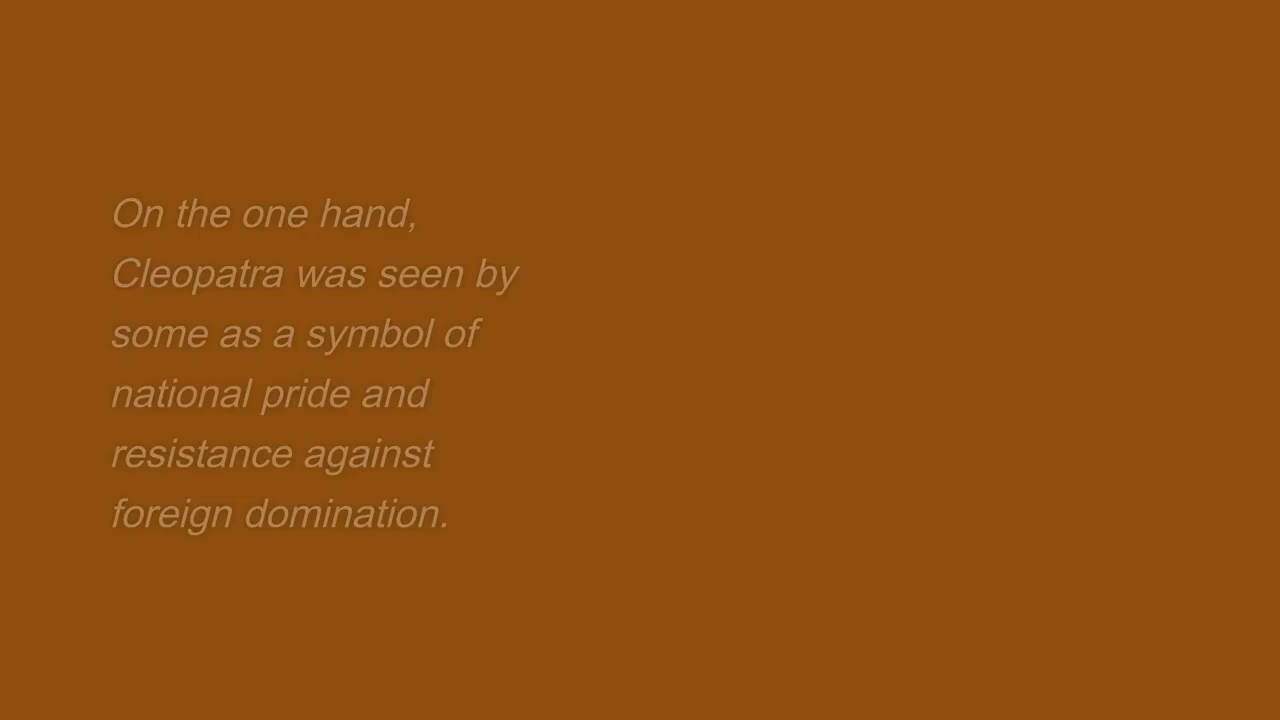 On the one hand,
Cleopatra was seen by
some as a symbol of
national pride and
resistance against
foreign domination.